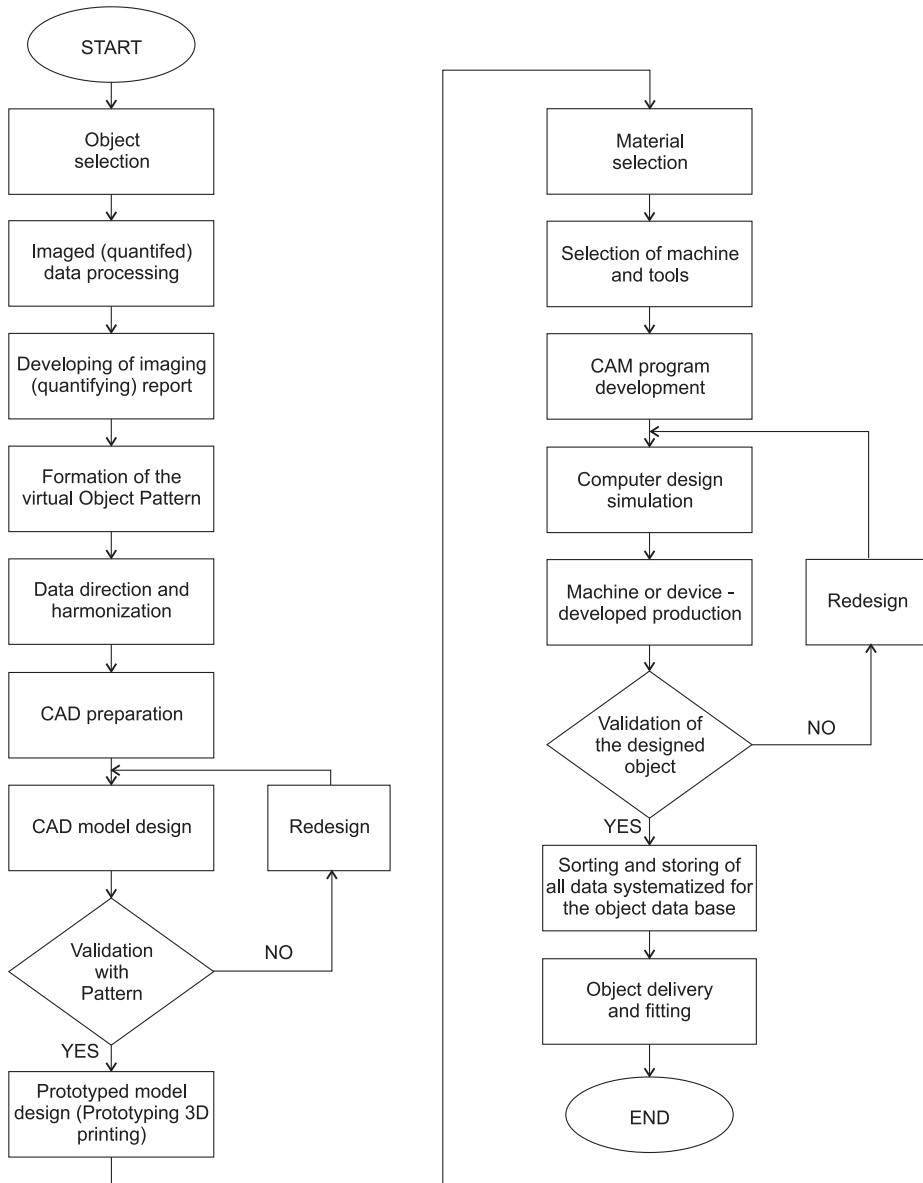 START
Object
selection
Imaged (quantifed)
data processing
Developing of imaging
(quantifying) report
Formation of the
virtual Object Pattern
Data direction and
harmonization
CAD preparation
CAD model design
Redesign
Validation
with
Pattern
NO
YES
Prototyped model
design (Prototyping 3D
printing)
Material
selection
Selection of machine
and tools
CAM program
development
Computer design
simulation
Machine or device -
developed production
Redesign
Validation of
the designed
object
NO
YES
Sorting and storing of
all data systematized for
the object data base
Object delivery
and fitting
END